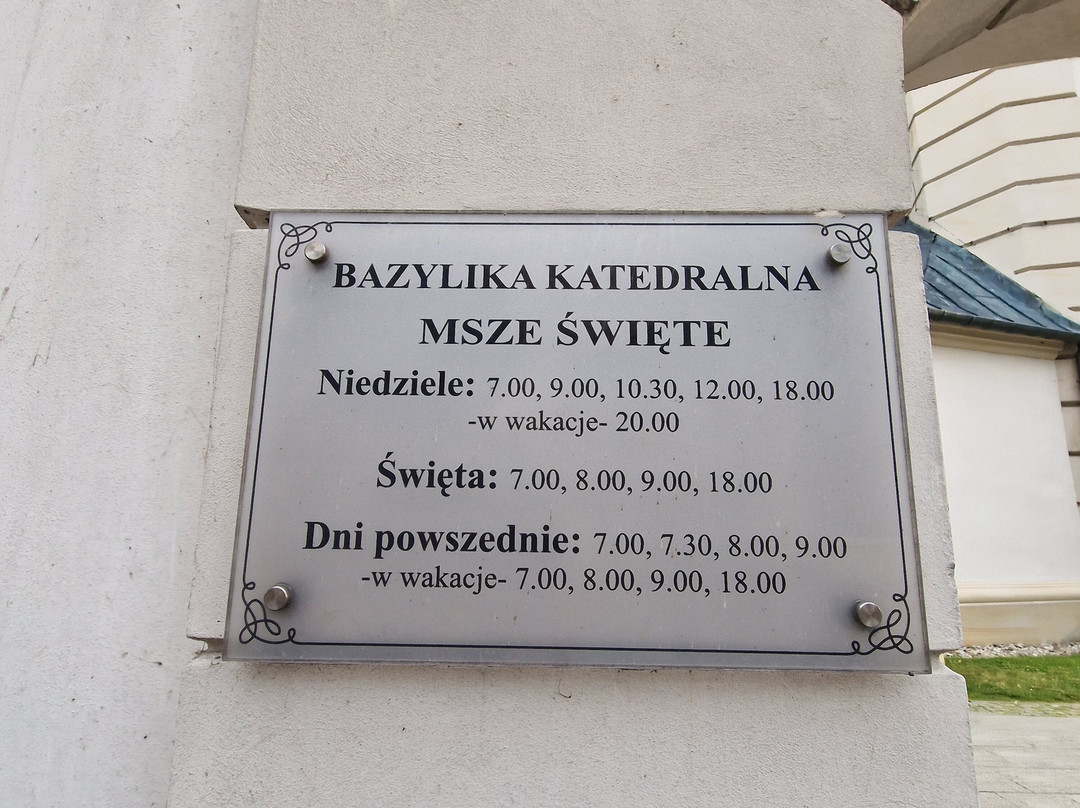 BAZYLIKA KATEDRALNA
MSZE ŚWIĘTE
Niedziele: 7.00, 9.00, 10.30, 12.00, 18.00
-w wakacje- 20.00
Święta: 7.00, 8.00, 9.00, 18.00
Dni powszednie: 7.00, 7.30, 8.00, 9.00
-w wakacje- 7.00, 8.00, 9.00, 18.00